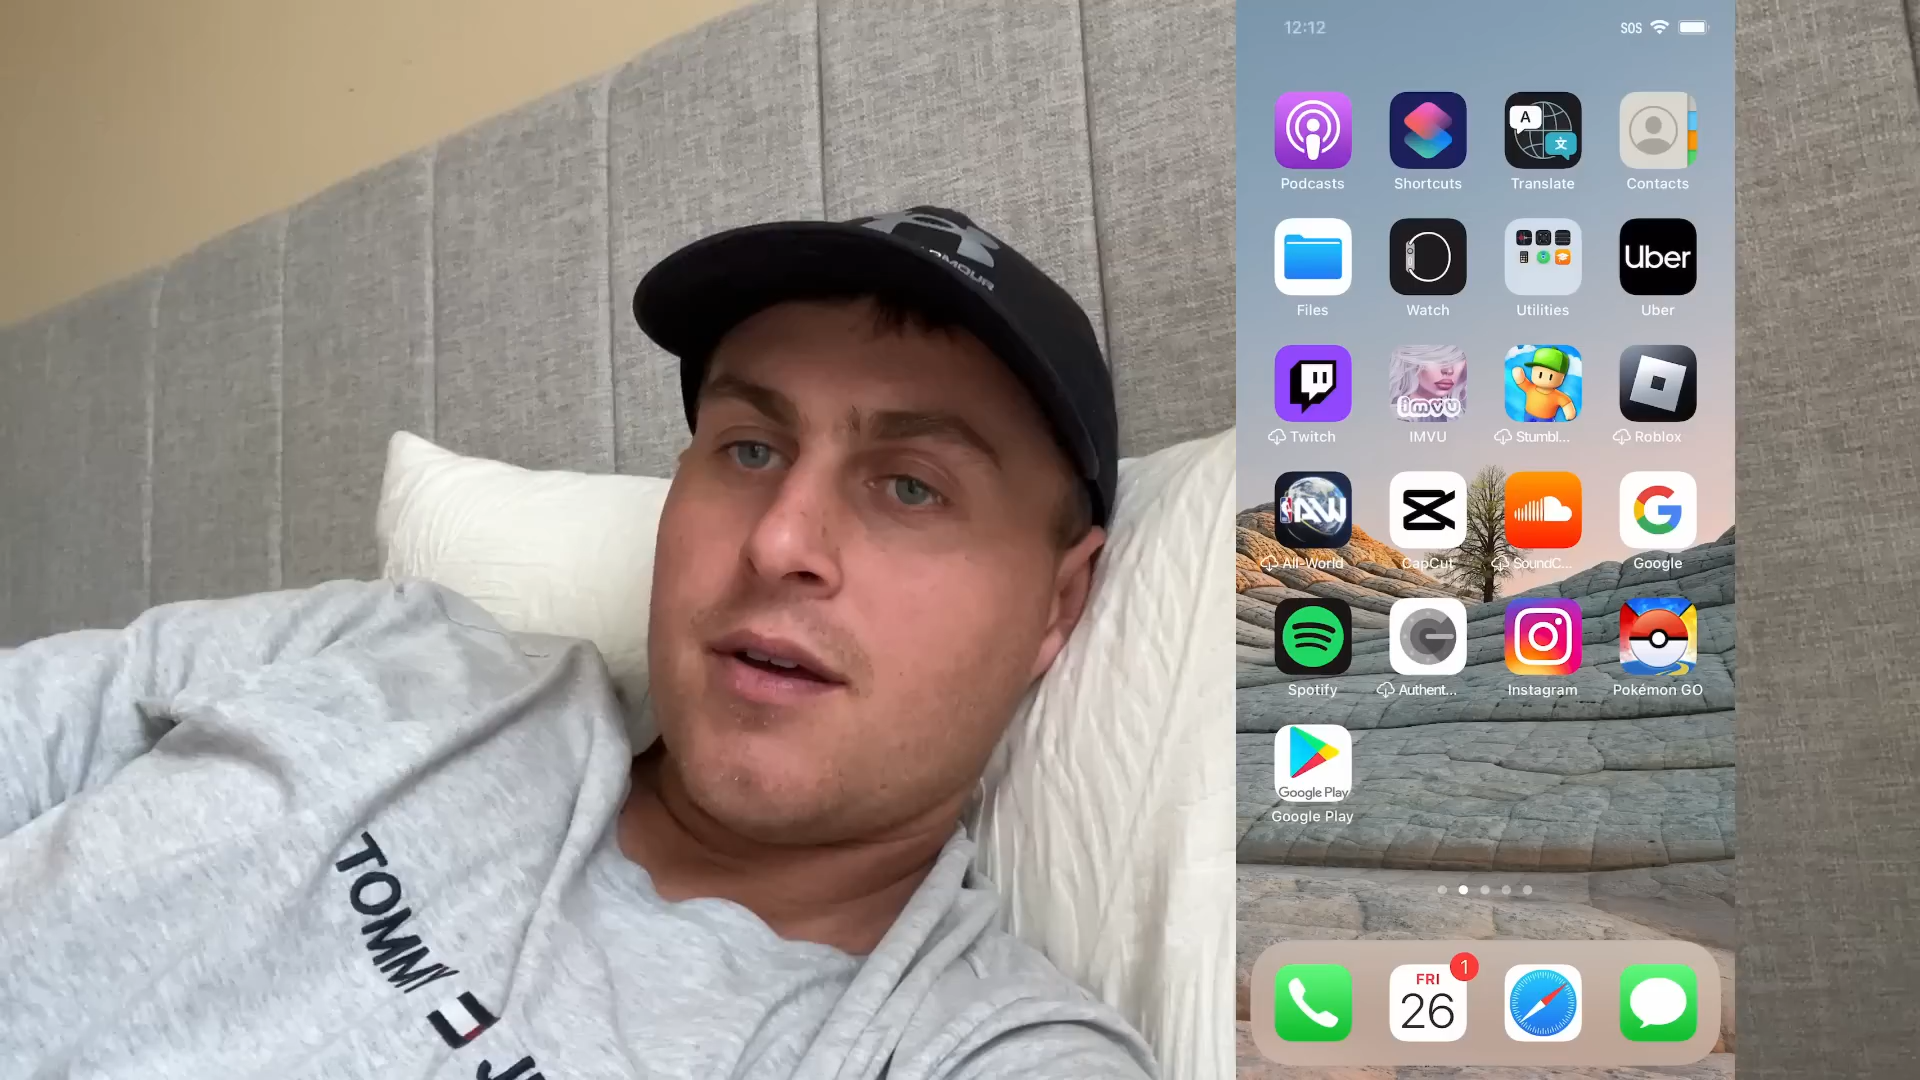 12:12
SOS
A
文
Podcasts
Shortcuts
Translate
Contacts
Uber
Files
Watch
Utilities
Uber
imvu
Twitch
IMVU
Stumbl...
Roblox
AW
All-World
CapCut
SoundC...
Google
Spotify
Authent...
Instagram
Pokémon GO
Google Play
Google Play
FRI
1
26
ARMOUR
TOMMY
JE